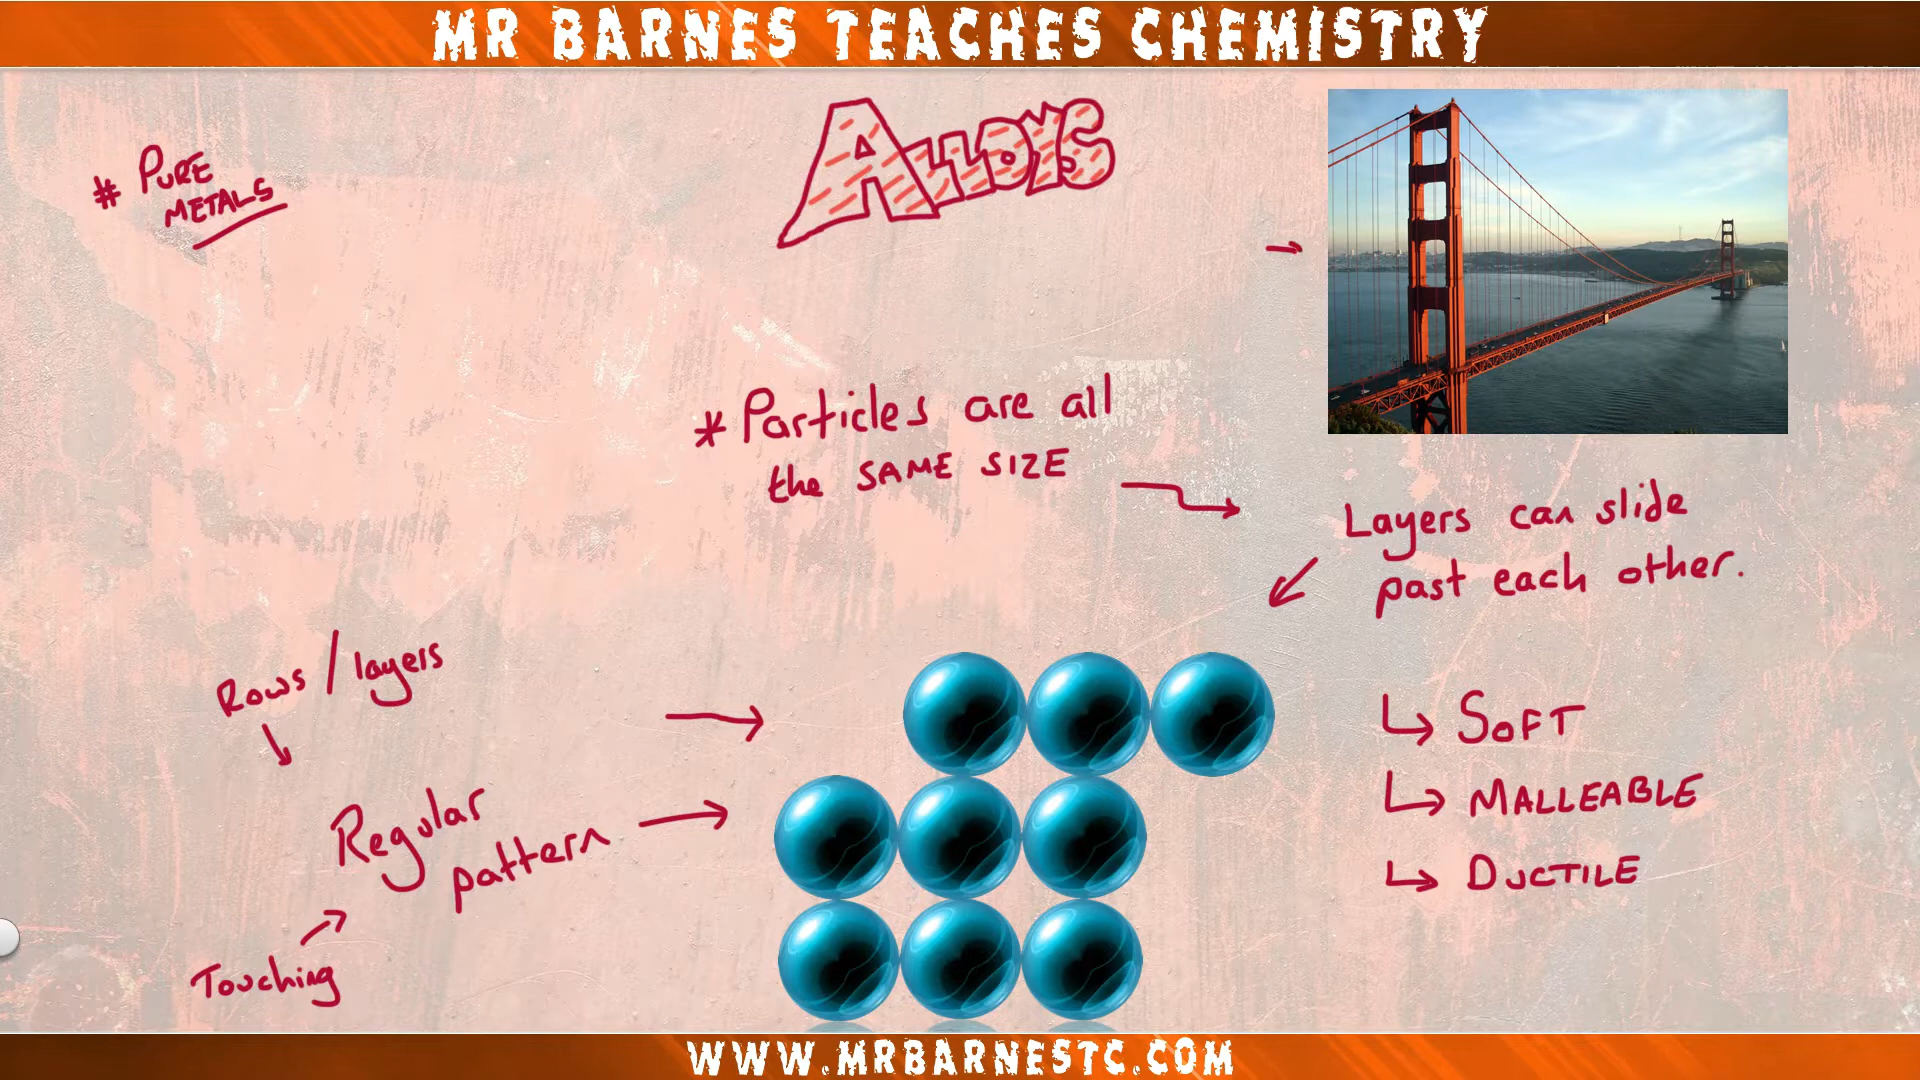 MR BARNES TEACHES CHEMISTRY
ALLOYS
# PURE
METALS
* Particles are all
the SAME SIZE
Layers can slide
past each other.
Rows / layers
Regular
pattern
Touching
SOFT
MALLEABLE
DUCTILE
WWW.MRBARNESTC.COM